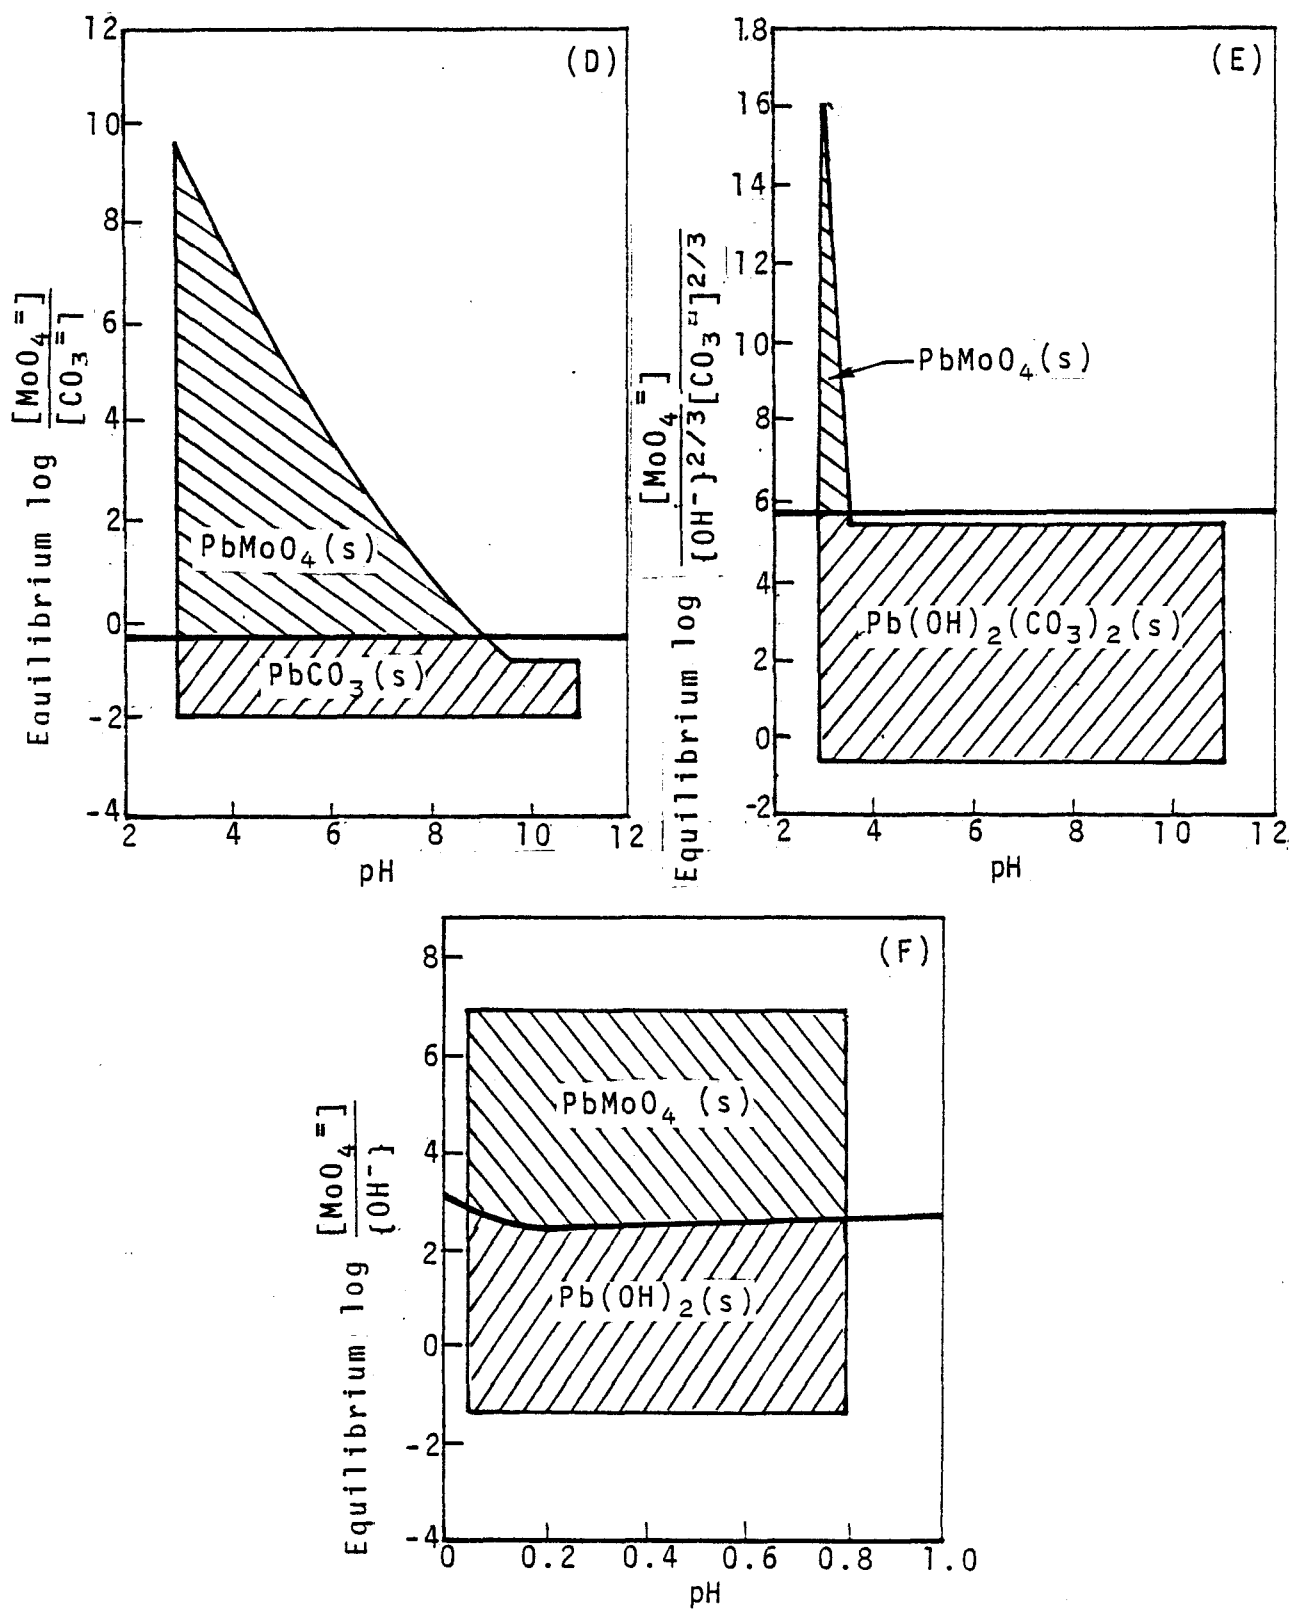 (D)
12
10
8
6
4
2
0
-2
-4
2 4 6 8 10 12
pH
Equilibrium log [MoO₄⁼] / [CO₃⁼]
PbMoO₄(s)
PbCO₃(s)
(E)
18
16
14
12
10
8
6
4
2
0
-2
2 4 6 8 10 12
pH
Equilibrium log [MoO₄⁼] / {OH⁻}²/³[CO₃⁼]²/³
PbMoO₄(s)
Pb(OH)₂(CO₃)₂(s)
(F)
8
6
4
2
0
-2
-4
0 0.2 0.4 0.6 0.8 1.0
pH
Equilibrium log [MoO₄⁼] / {OH⁻}
PbMoO₄ (s)
Pb(OH)₂(s)